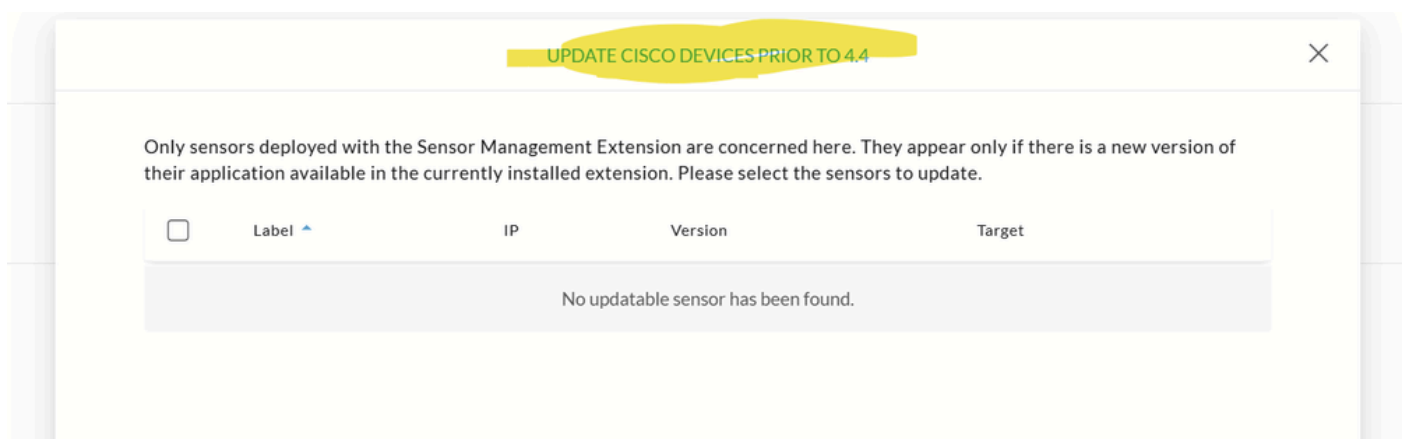 UPDATE CISCO DEVICES PRIOR TO 4.4
Only sensors deployed with the Sensor Management Extension are concerned here. They appear only if there is a new version of
their application available in the currently installed extension. Please select the sensors to update.
Label IP Version Target
No updatable sensor has been found.